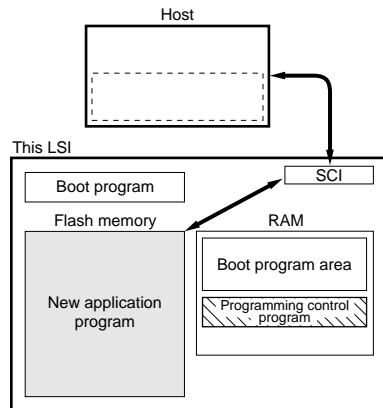 Host
This LSI
SCI
Boot program
Flash memory
RAM
Boot program area
New application
program
Programming control
program